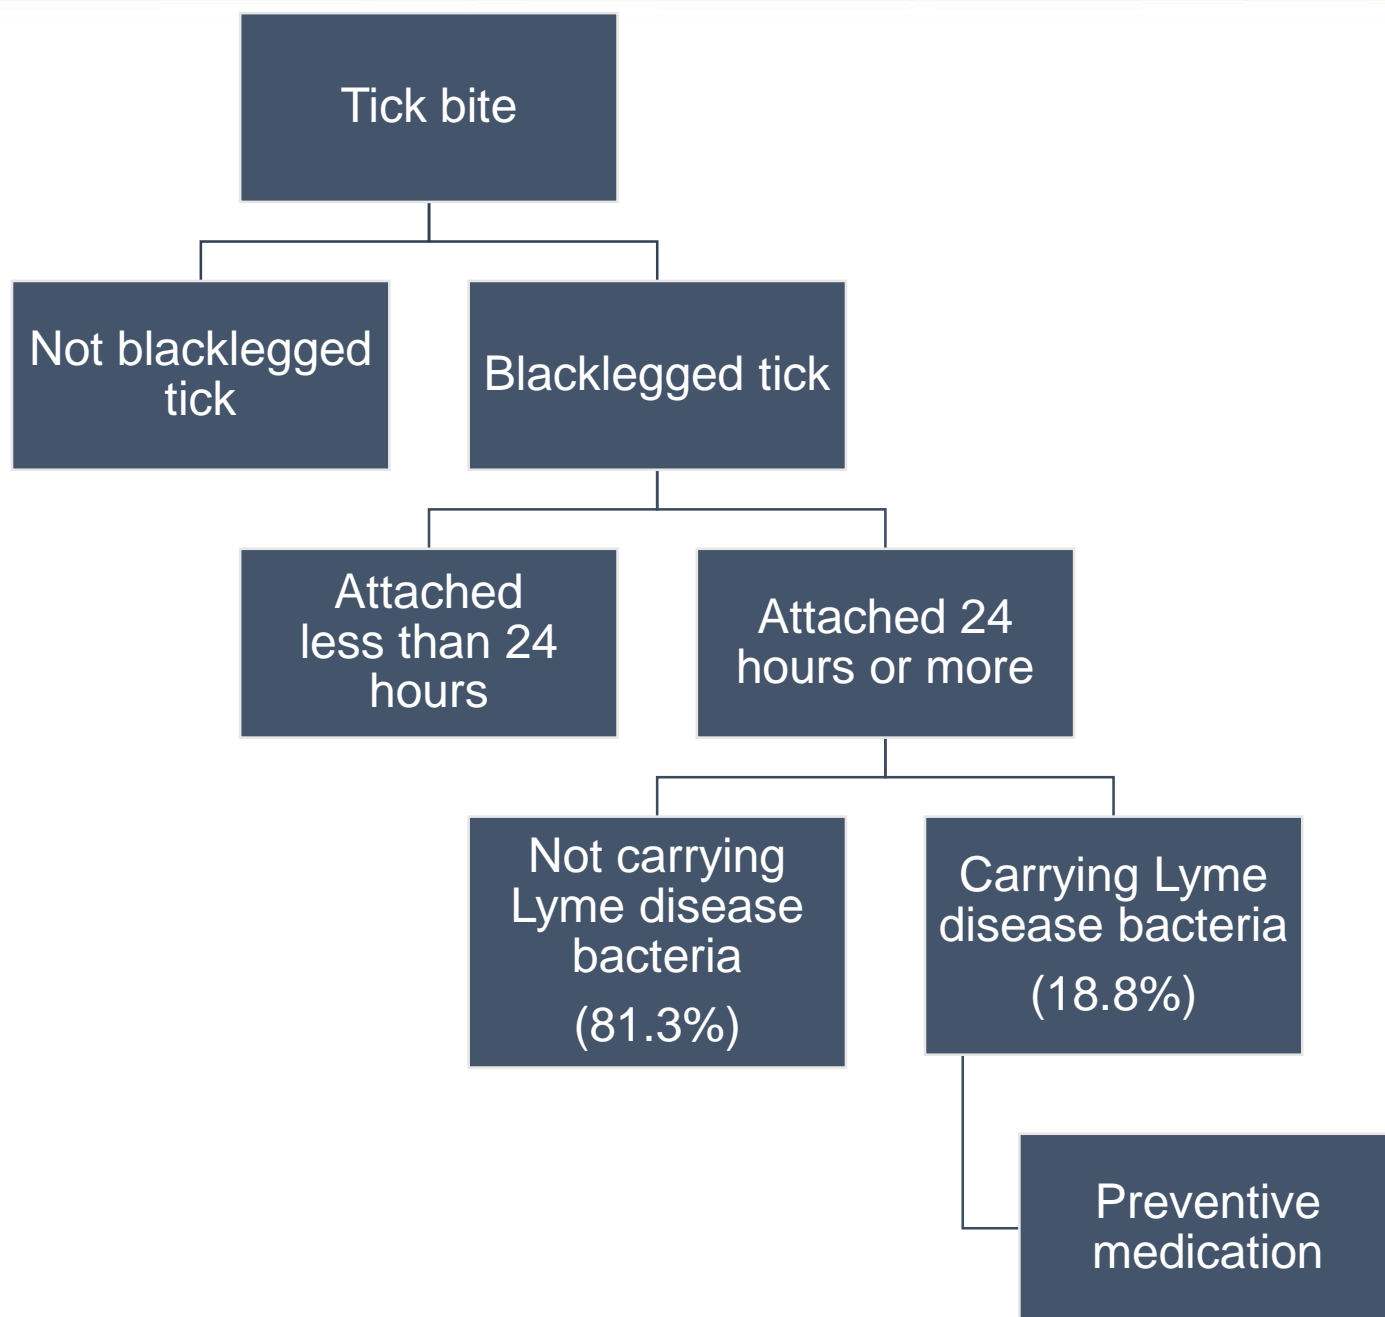 Tick bite
Not blacklegged
tick
Blacklegged tick
Attached
less than 24
hours
Attached 24
hours or more
Not carrying
Lyme disease
bacteria
(81.3%)
Carrying Lyme
disease bacteria
(18.8%)
Preventive
medication